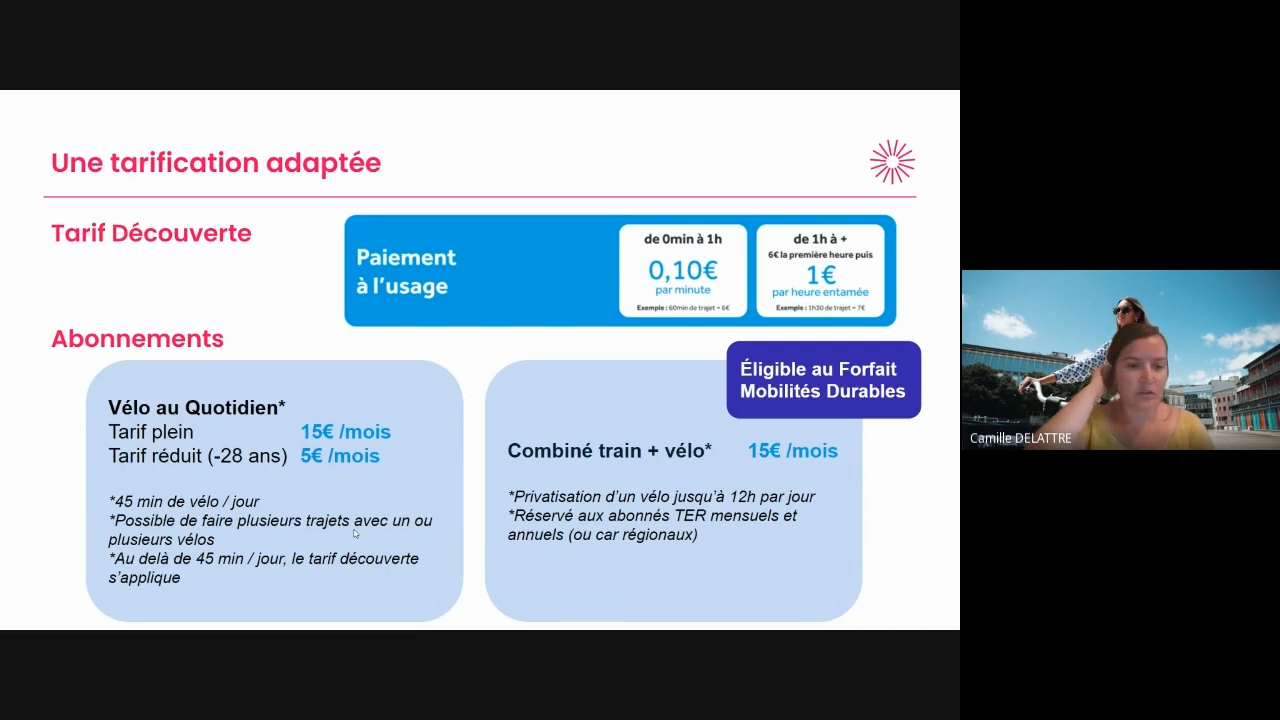 Une tarification adaptée
Tarif Découverte
Paiement
à l'usage
de 0min à 1h
0,10€
par minute
Exemple : 60min de trajet = 6€
de 1h à +
6€ la première heure puis
1€
par heure entamée
Exemple : 1h30 de trajet = 7€
Abonnements
Vélo au Quotidien*
Tarif plein 15€ /mois
Tarif réduit (-28 ans) 5€ /mois
*45 min de vélo / jour
*Possible de faire plusieurs trajets avec un ou
plusieurs vélos
*Au delà de 45 min / jour, le tarif découverte
s'applique
Éligible au Forfait
Mobilités Durables
Combiné train + vélo* 15€ /mois
*Privatisation d'un vélo jusqu'à 12h par jour
*Réservé aux abonnés TER mensuels et
annuels (ou car régionaux)
Camille DELATTRE